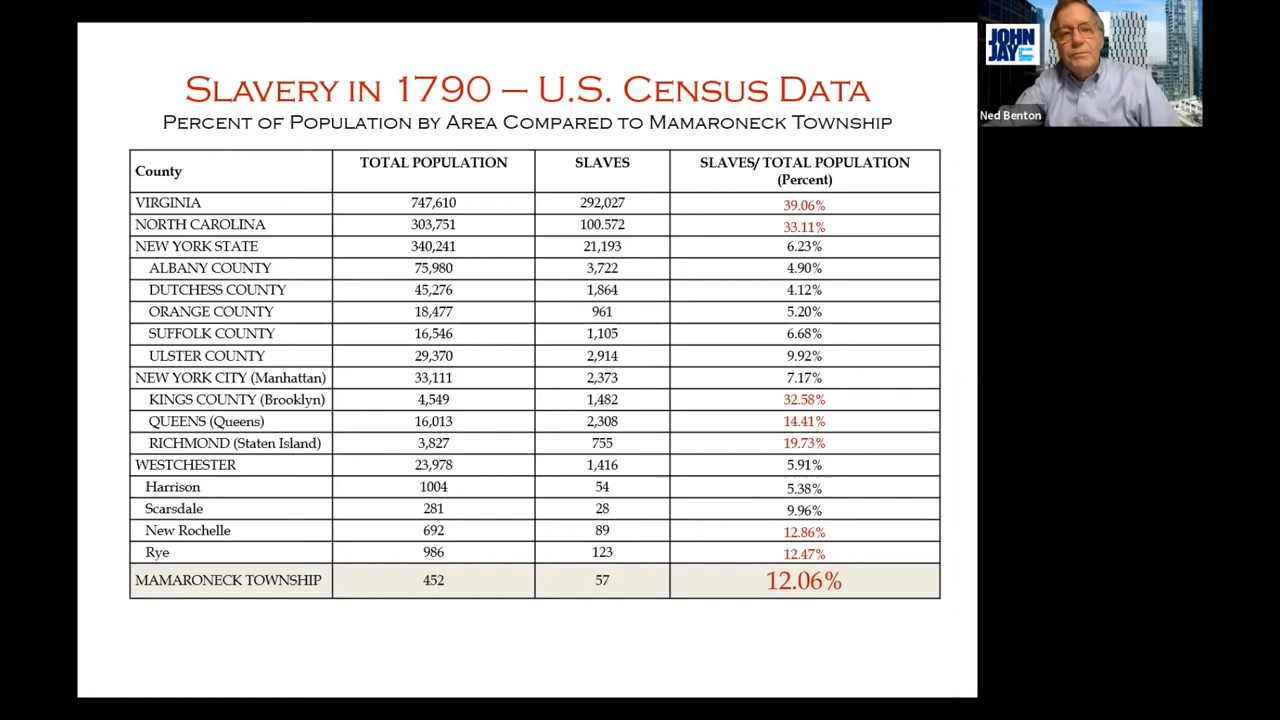 SLAVERY IN 1790 – U.S. CENSUS DATA
PERCENT OF POPULATION BY AREA COMPARED TO MAMARONECK TOWNSHIP
County TOTAL POPULATION SLAVES SLAVES/ TOTAL POPULATION (Percent)
VIRGINIA 747,610 292,027 39.06%
NORTH CAROLINA 303,751 100.572 33.11%
NEW YORK STATE 340,241 21,193 6.23%
ALBANY COUNTY 75,980 3,722 4.90%
DUTCHESS COUNTY 45,276 1,864 4.12%
ORANGE COUNTY 18,477 961 5.20%
SUFFOLK COUNTY 16,546 1,105 6.68%
ULSTER COUNTY 29,370 2,914 9.92%
NEW YORK CITY (Manhattan) 33,111 2,373 7.17%
KINGS COUNTY (Brooklyn) 4,549 1,482 32.58%
QUEENS (Queens) 16,013 2,308 14.41%
RICHMOND (Staten Island) 3,827 755 19.73%
WESTCHESTER 23,978 1,416 5.91%
Harrison 1004 54 5.38%
Scarsdale 281 28 9.96%
New Rochelle 692 89 12.86%
Rye 986 123 12.47%
MAMARONECK TOWNSHIP 452 57 12.06%
JOHN
JAY
Ned Benton